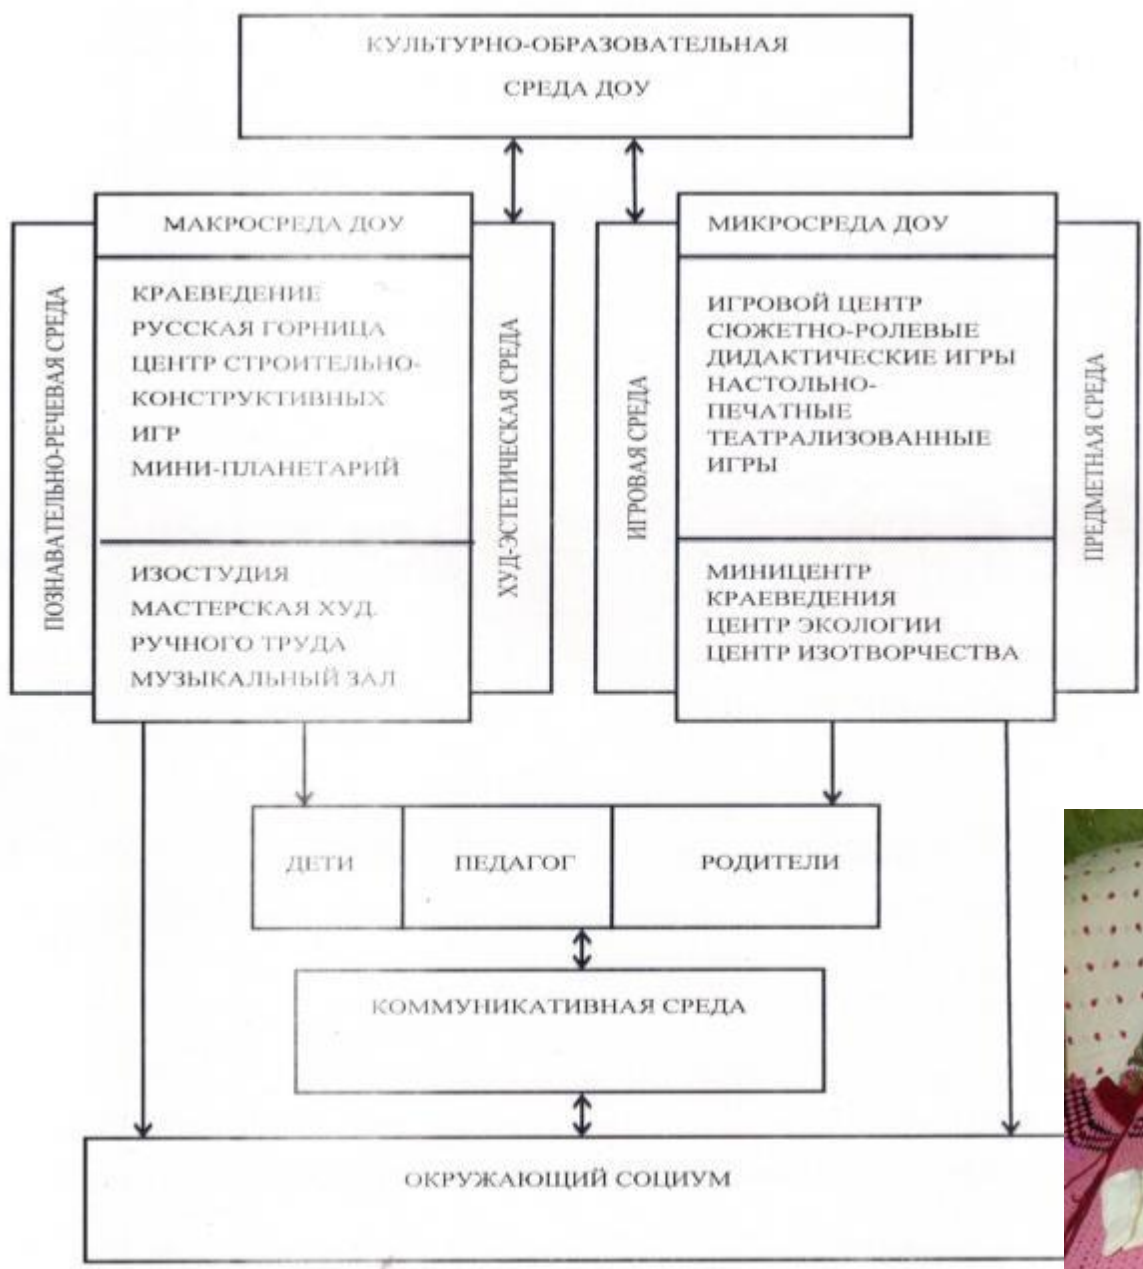 КУЛЬТУРНО-ОБРАЗОВАТЕЛЬНАЯ
СРЕДА ДОУ
ПОЗНАВАТЕЛЬНО-РЕЧЕВАЯ СРЕДА
МАКРОСРЕДА ДОУ
КРАЕВЕДЕНИЕ
РУССКАЯ ГОРНИЦА
ЦЕНТР СТРОИТЕЛЬНО-
КОНСТРУКТИВНЫХ
ИГР
МИНИ-ПЛАНЕТАРИЙ
ИЗОСТУДИЯ
МАСТЕРСКАЯ ХУД.
РУЧНОГО ТРУДА
МУЗЫКАЛЬНЫЙ ЗАЛ
ХУД-ЭСТЕТИЧЕСКАЯ СРЕДА
ИГРОВАЯ СРЕДА
МИКРОСРЕДА ДОУ
ИГРОВОЙ ЦЕНТР
СЮЖЕТНО-РОЛЕВЫЕ
ДИДАКТИЧЕСКИЕ ИГРЫ
НАСТОЛЬНО-
ПЕЧАТНЫЕ
ТЕАТРАЛИЗОВАННЫЕ
ИГРЫ
МИНИЦЕНТР
КРАЕВЕДЕНИЯ
ЦЕНТР ЭКОЛОГИИ
ЦЕНТР ИЗОТВОРЧЕСТВА
ПРЕДМЕТНАЯ СРЕДА
ДЕТИ
ПЕДАГОГ
РОДИТЕЛИ
КОММУНИКАТИВНАЯ СРЕДА
ОКРУЖАЮЩИЙ СОЦИУМ